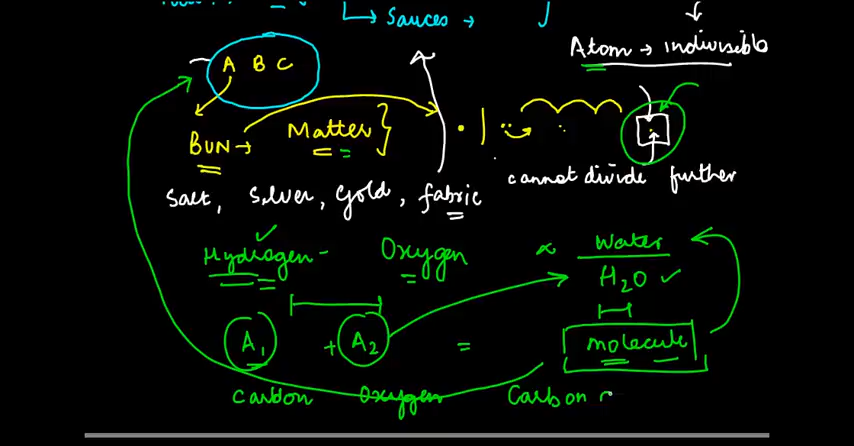 Sauces →
Atom → indivisible
A B C
BUN → Matter
cannot divide further
Salt, Silver, Gold, fabric
Hydrogen - Oxygen Water
H2O ✓
A1 + A2 = molecule
Carbon Oxygen Carbon